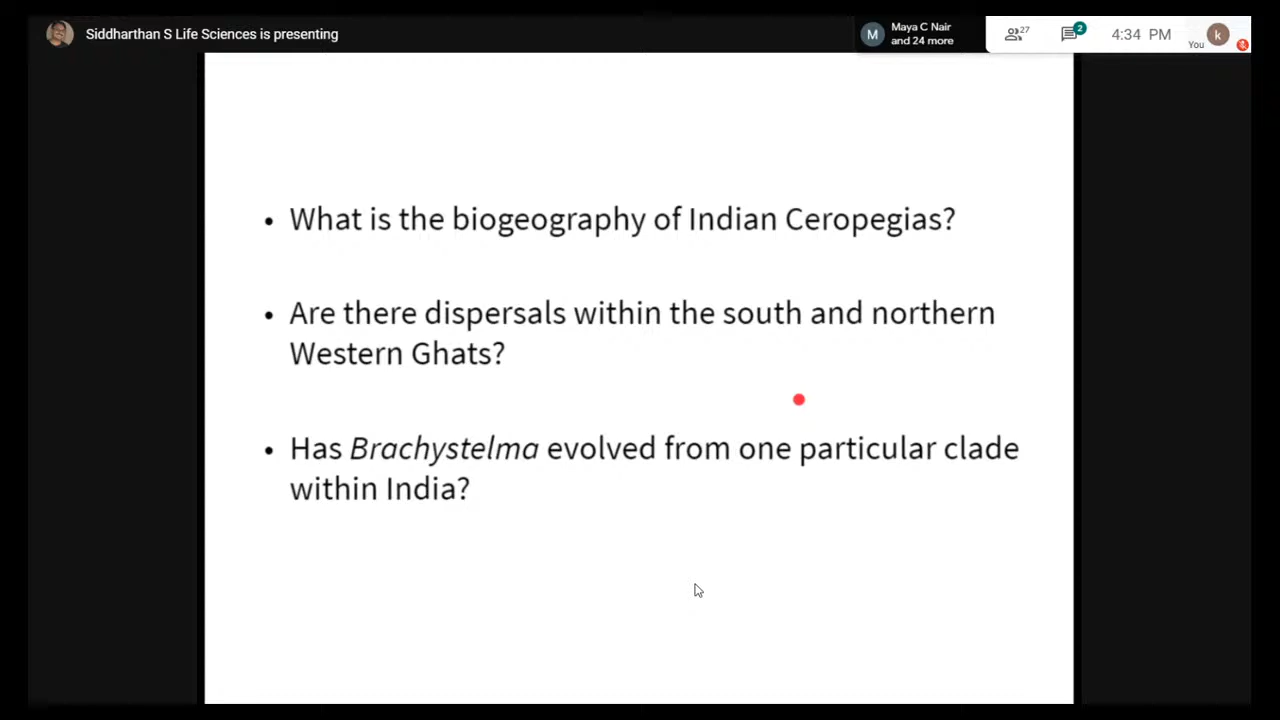 Siddharthan S Life Sciences is presenting
M
Maya C Nair
and 24 more
27
2
4:34 PM
You
k
• What is the biogeography of Indian Ceropegias?
• Are there dispersals within the south and northern
Western Ghats?
• Has Brachystelma evolved from one particular clade
within India?